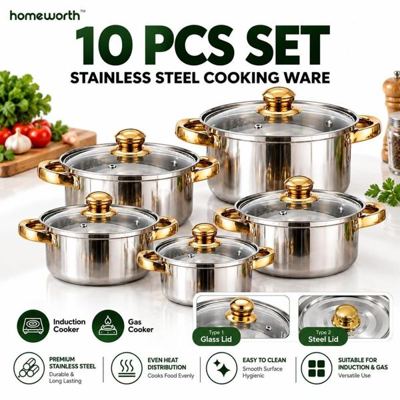 homeworth™
10 PCS SET
STAINLESS STEEL COOKING WARE
Induction
Cooker
Gas
Cooker
Type 1
Glass Lid
Type 2
Steel Lid
PREMIUM
STAINLESS STEEL
Durable &
Long Lasting
EVEN HEAT
DISTRIBUTION
Cooks Food Evenly
EASY TO CLEAN
Smooth Surface
Hygienic
SUITABLE FOR
INDUCTION & GAS
Versatile Use